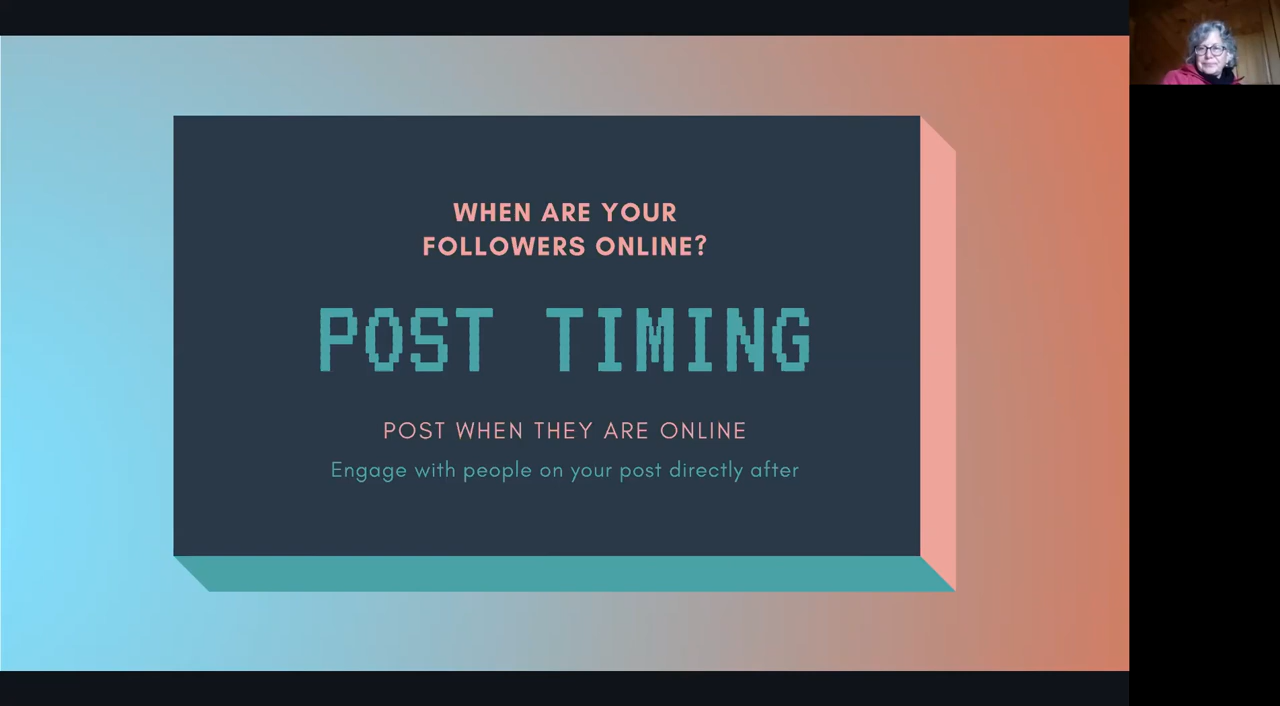 WHEN ARE YOUR
FOLLOWERS ONLINE?
POST TIMING
POST WHEN THEY ARE ONLINE
Engage with people on your post directly after